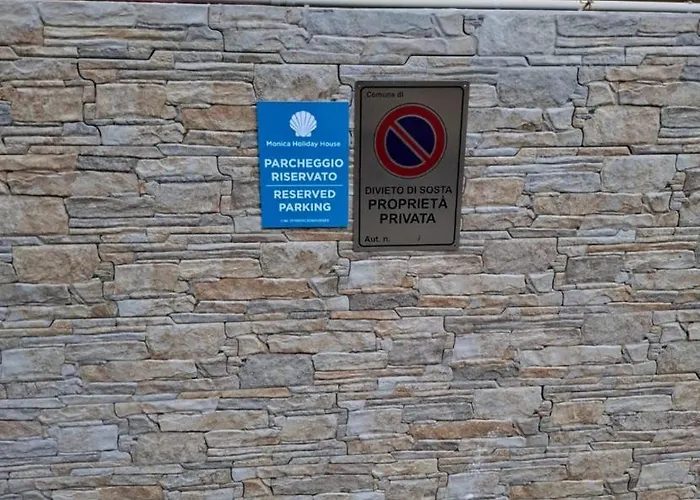 Monica Holiday House
PARCHEGGIO
RISERVATO
RESERVED
PARKING
Comune di
DIVIETO DI SOSTA
PROPRIETÀ
PRIVATA
Aut. n. /